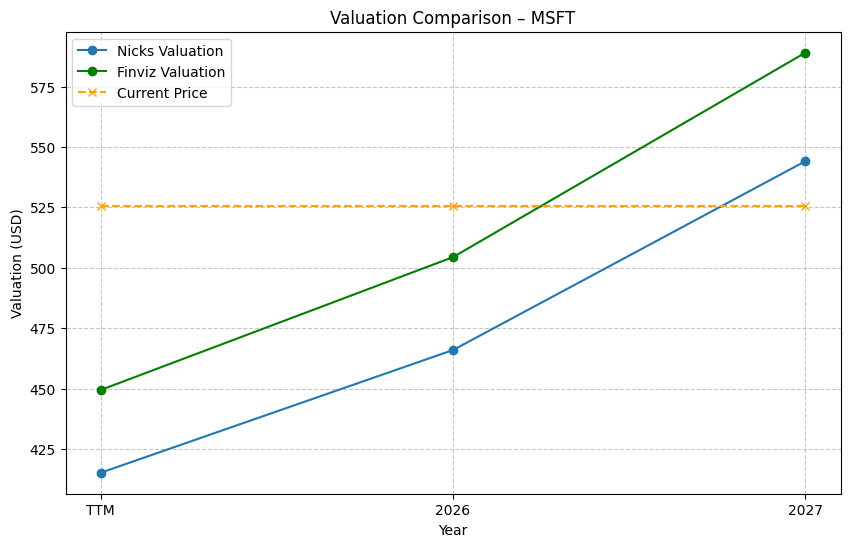 Valuation Comparison – MSFT
Nicks Valuation
Finviz Valuation
Current Price
Valuation (USD)
575
550
525
500
475
450
425
TTM
2026
2027
Year